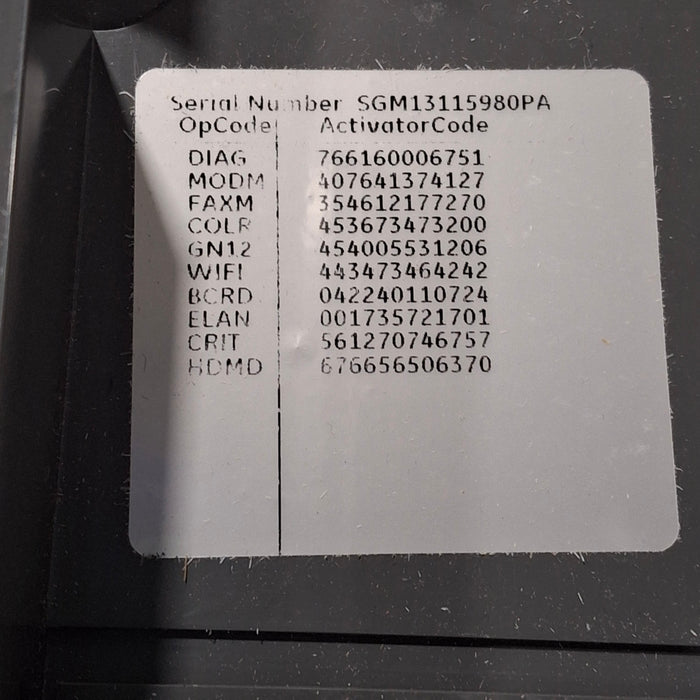 Serial Number SGM13115980PA
OpCode ActivatorCode
DIAG 766160006751
MODM 407641374127
FAXM 354612177270
COLR 453673473200
GN12 454005531206
WIFI 443473464242
BCRD 042240110724
ELAN 001735721701
CRIT 561270746757
HDMD 676656506370